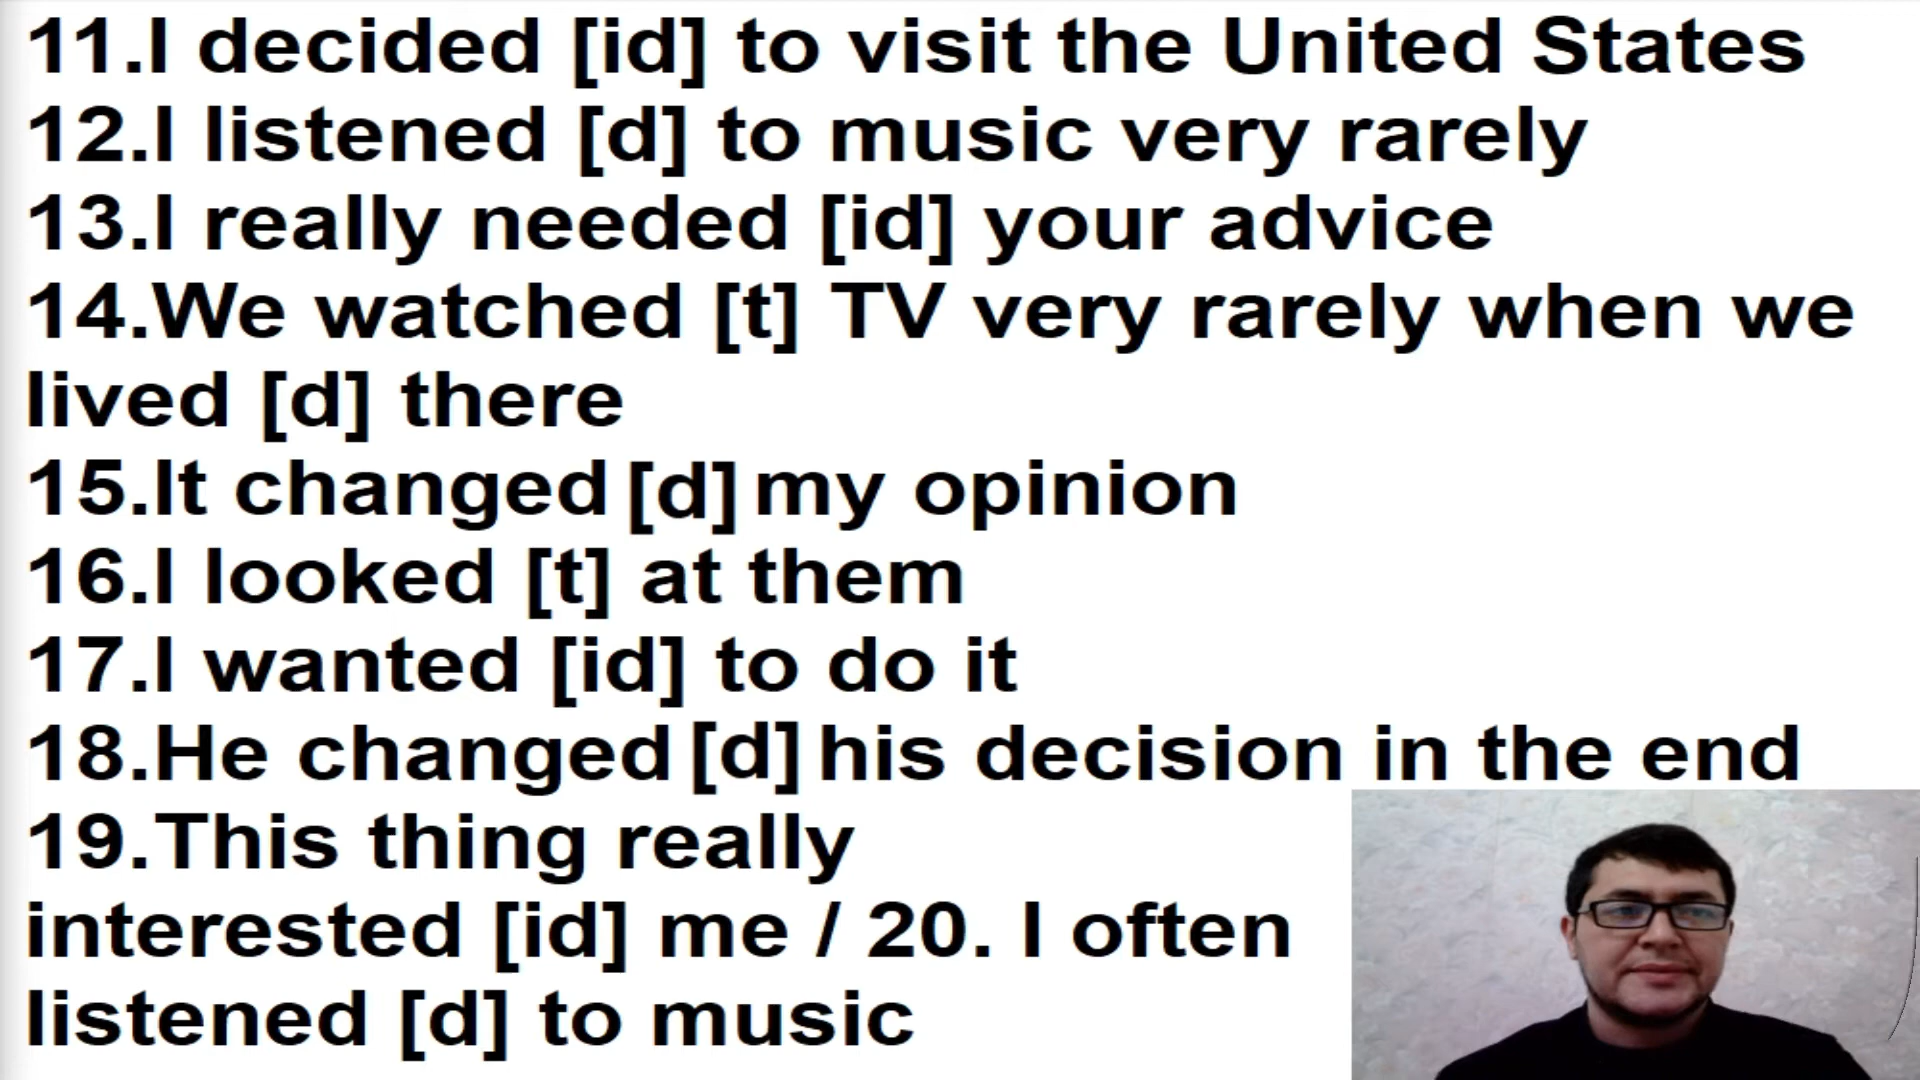 11.I decided [id] to visit the United States
12.I listened [d] to music very rarely
13.I really needed [id] your advice
14.We watched [t] TV very rarely when we
lived [d] there
15.It changed [d] my opinion
16.I looked [t] at them
17.I wanted [id] to do it
18.He changed [d] his decision in the end
19.This thing really
interested [id] me / 20. I often
listened [d] to music